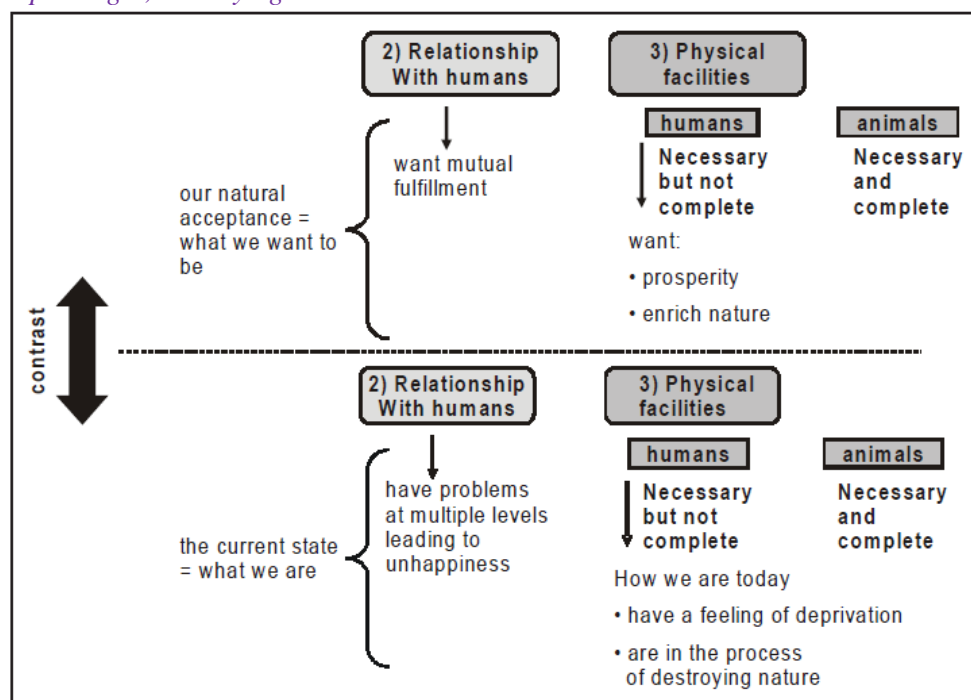 2) Relationship
With humans
3) Physical
facilities
humans
animals
want mutual
fulfillment
Necessary
but not
complete
Necessary
and
complete
our natural
acceptance =
what we want to
be
want:
• prosperity
• enrich nature
contrast
2) Relationship
With humans
3) Physical
facilities
humans
animals
have problems
at multiple levels
leading to
unhappiness
Necessary
but not
complete
Necessary
and
complete
the current state
= what we are
How we are today
• have a feeling of deprivation
• are in the process
of destroying nature